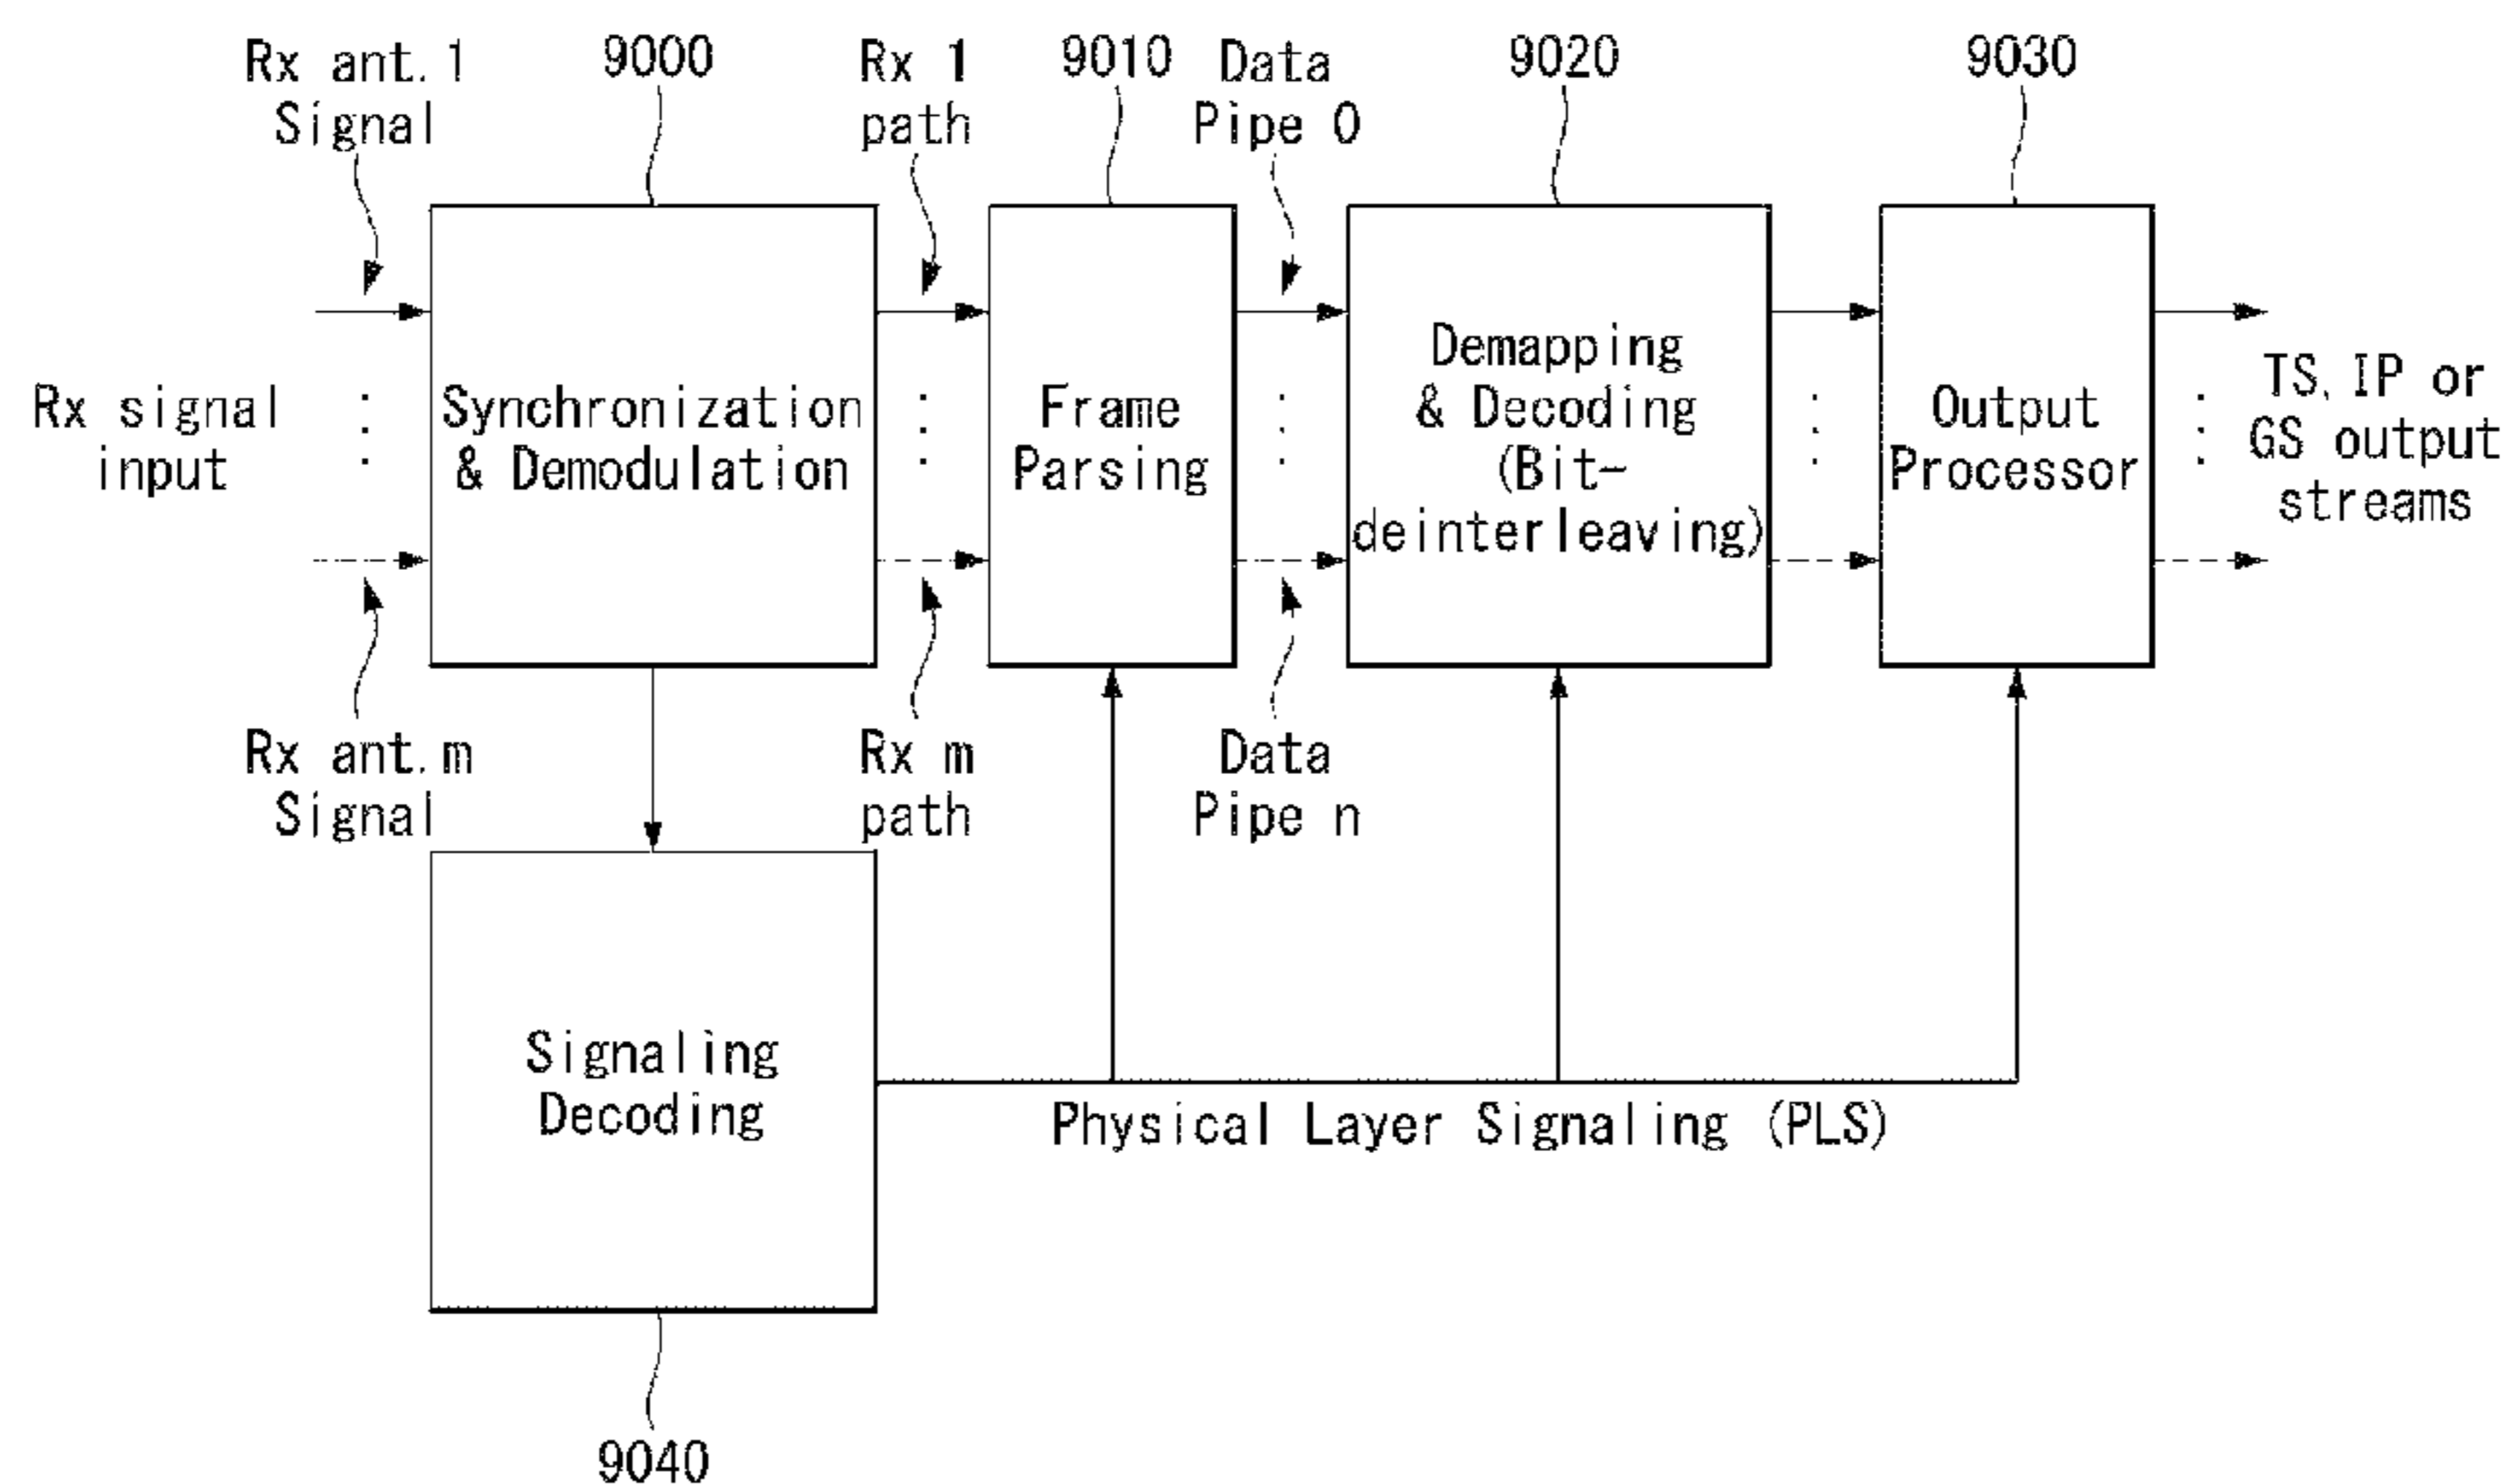 Rx ant.1
Signal
9000
Rx 1
path
9010
Data
Pipe 0
9020
9030
Rx signal
input
Synchronization
& Demodulation
Frame
Parsing
Demapping
& Decoding
(Bit-
deinterleaving)
Output
Processor
TS, IP or
GS output
streams
Rx ant.m
Signal
Rx m
path
Data
Pipe n
Signaling
Decoding
Physical Layer Signaling (PLS)
9040